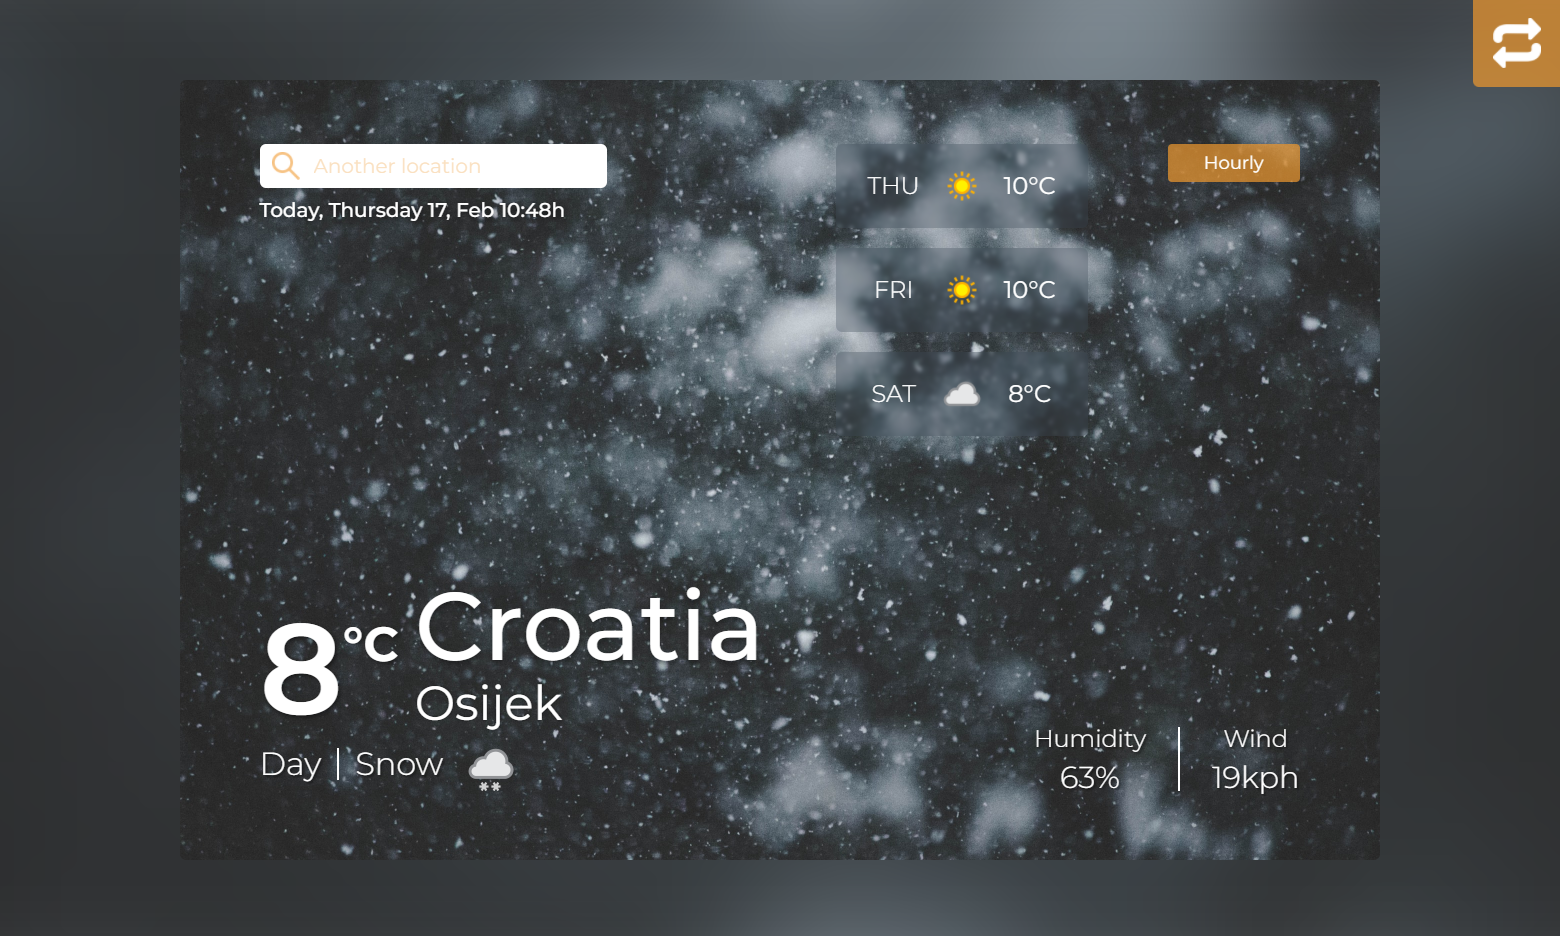 Another location
Today, Thursday 17, Feb 10:48h
THU 10°C
FRI 10°C
SAT 8°C
Hourly
8°C
Croatia
Osijek
Day | Snow
Humidity
63%
Wind
19kph